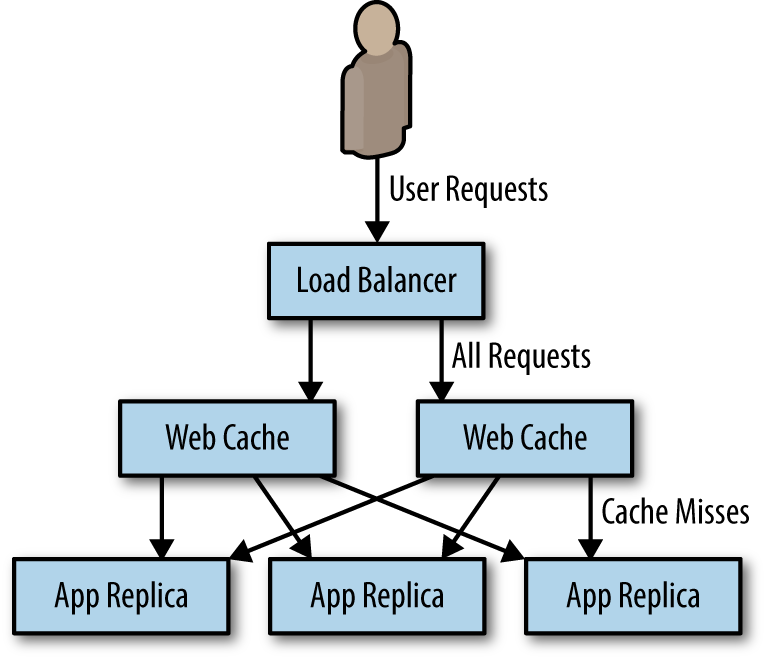 User Requests
Load Balancer
All Requests
Web Cache
Web Cache
Cache Misses
App Replica
App Replica
App Replica